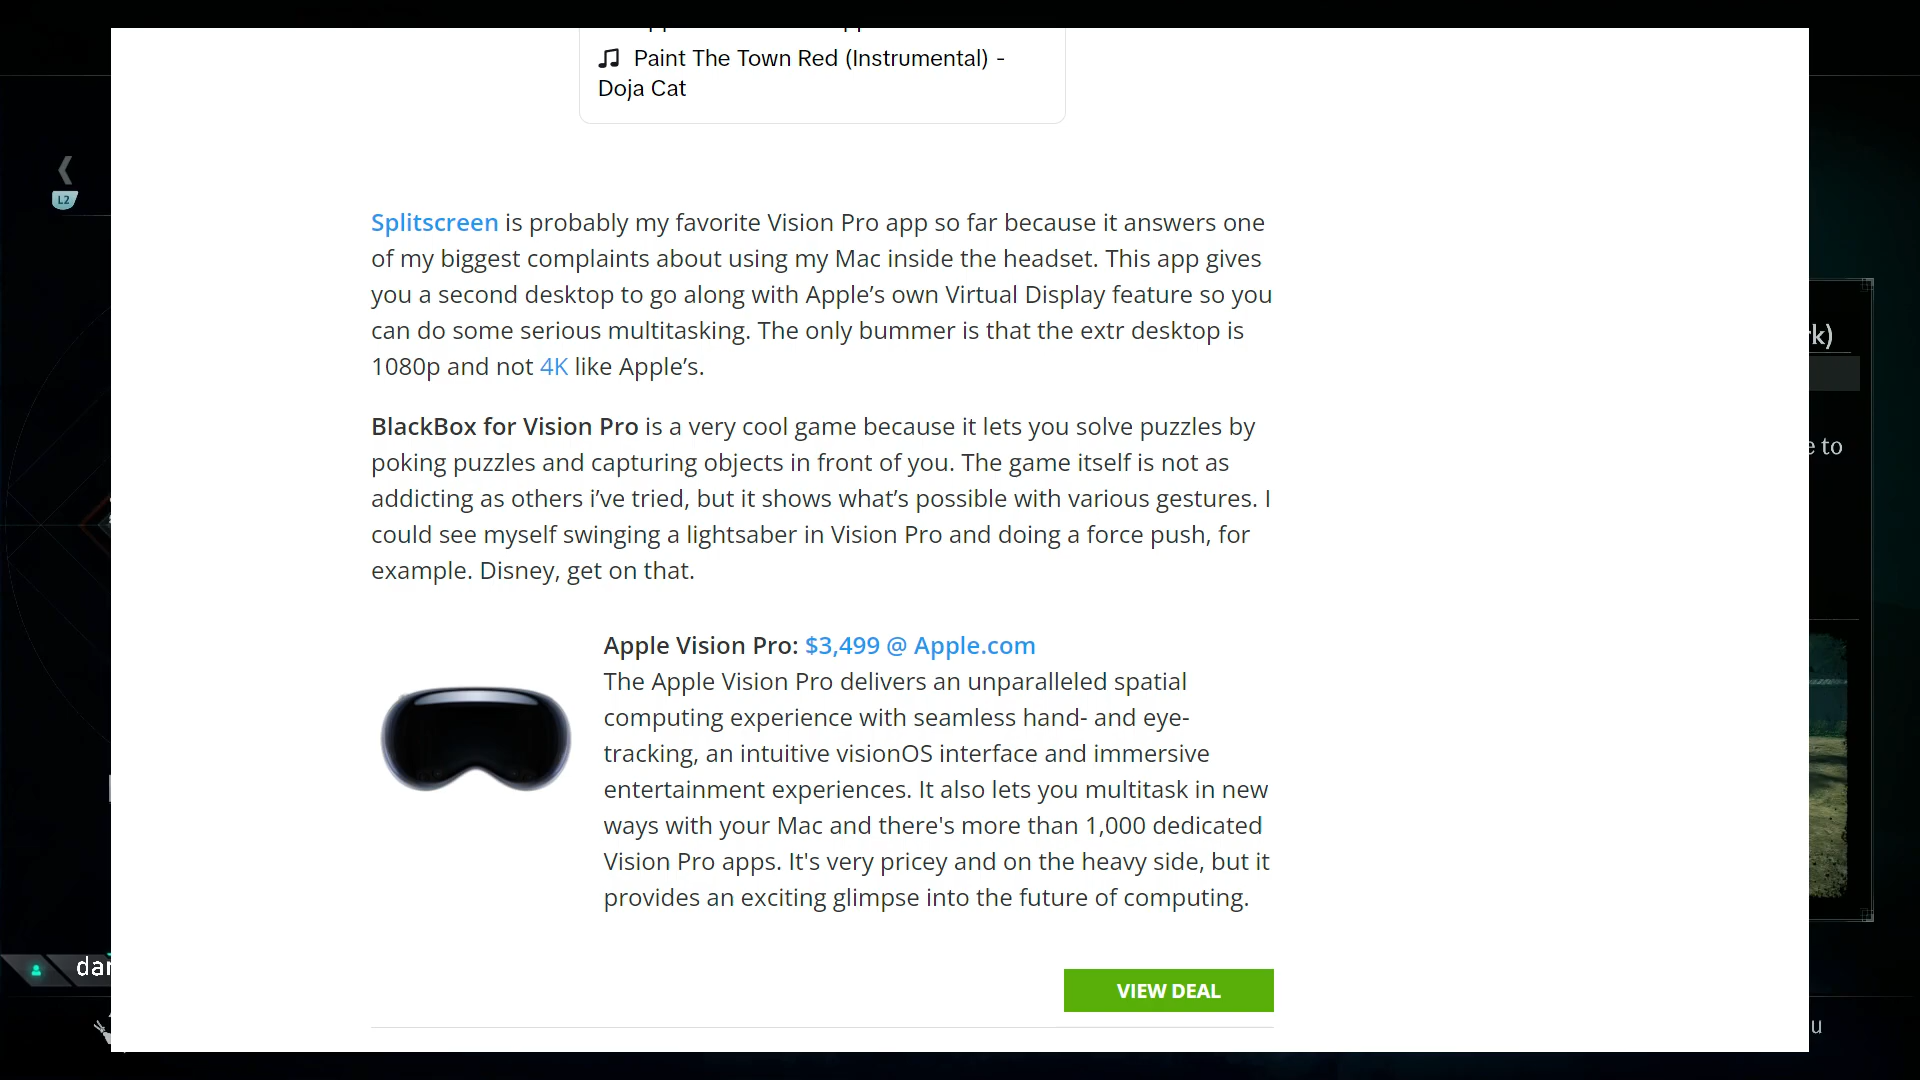 Paint The Town Red (Instrumental) -
Doja Cat
L2
Splitscreen is probably my favorite Vision Pro app so far because it answers one
of my biggest complaints about using my Mac inside the headset. This app gives
you a second desktop to go along with Apple’s own Virtual Display feature so you
can do some serious multitasking. The only bummer is that the extr desktop is
1080p and not 4K like Apple’s.
BlackBox for Vision Pro is a very cool game because it lets you solve puzzles by
poking puzzles and capturing objects in front of you. The game itself is not as
addicting as others i’ve tried, but it shows what’s possible with various gestures. I
could see myself swinging a lightsaber in Vision Pro and doing a force push, for
example. Disney, get on that.
Apple Vision Pro: $3,499 @ Apple.com
The Apple Vision Pro delivers an unparalleled spatial
computing experience with seamless hand- and eye-
tracking, an intuitive visionOS interface and immersive
entertainment experiences. It also lets you multitask in new
ways with your Mac and there's more than 1,000 dedicated
Vision Pro apps. It's very pricey and on the heavy side, but it
provides an exciting glimpse into the future of computing.
VIEW DEAL
k)
to
dar
u